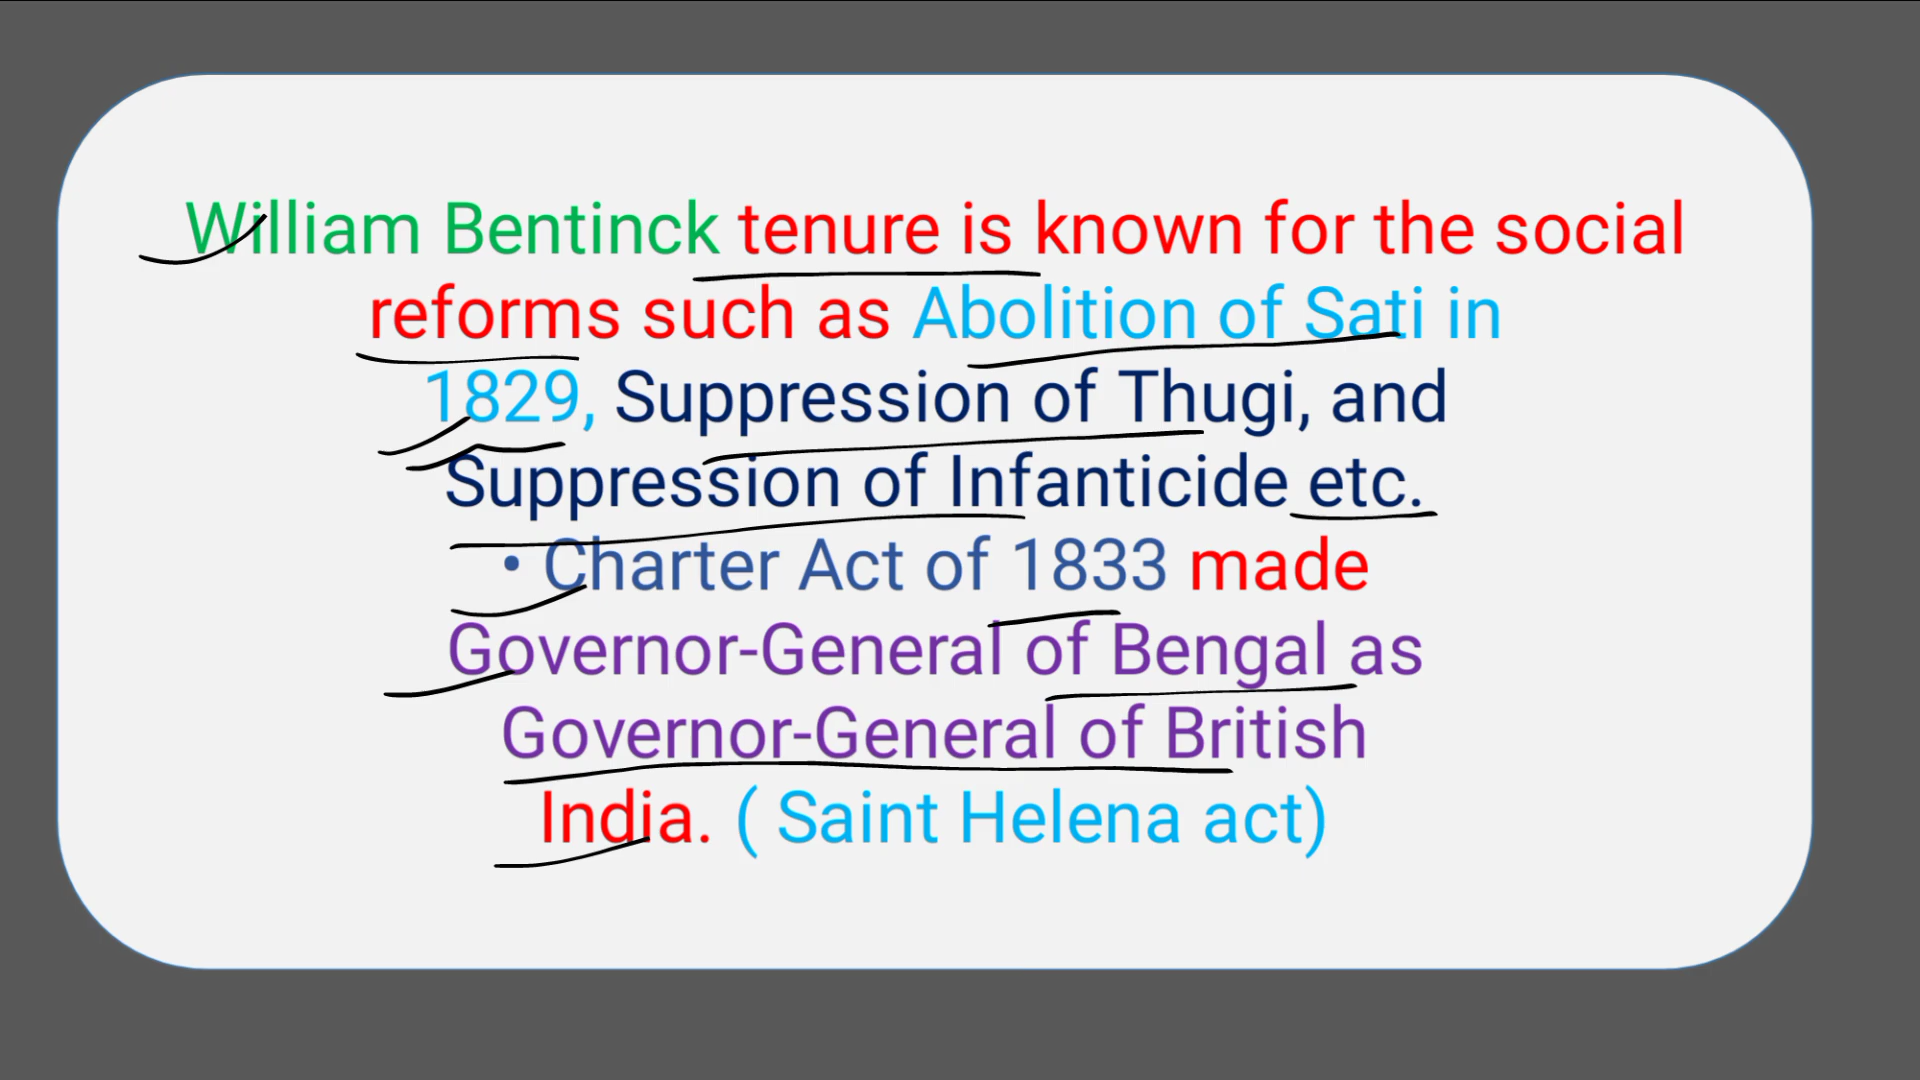 William Bentinck tenure is known for the social
reforms such as Abolition of Sati in
1829, Suppression of Thugi, and
Suppression of Infanticide etc.
• Charter Act of 1833 made
Governor-General of Bengal as
Governor-General of British
India. ( Saint Helena act)